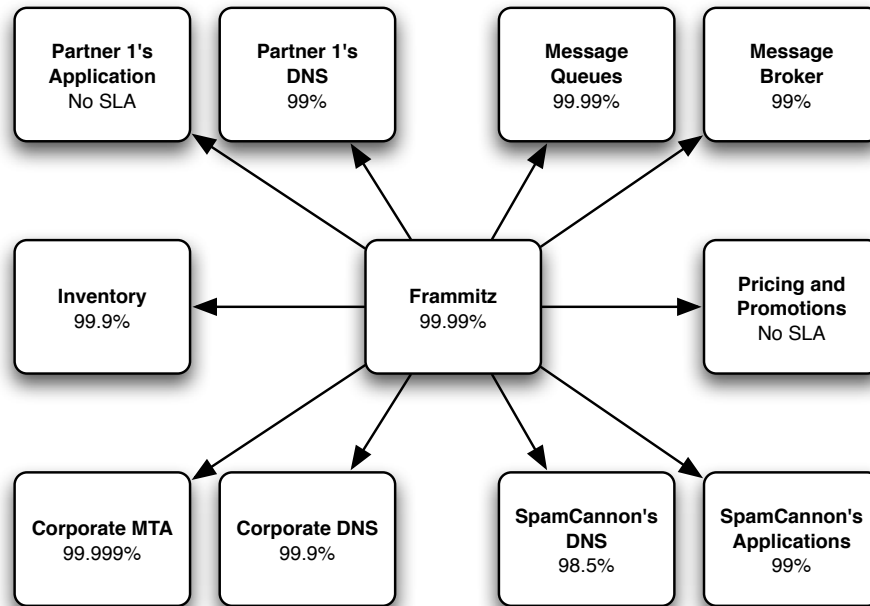 Partner 1's
Application
No SLA
Partner 1's
DNS
99%
Message
Queues
99.99%
Message
Broker
99%
Inventory
99.9%
Frammitz
99.99%
Pricing and
Promotions
No SLA
Corporate MTA
99.999%
Corporate DNS
99.9%
SpamCannon's
DNS
98.5%
SpamCannon's
Applications
99%